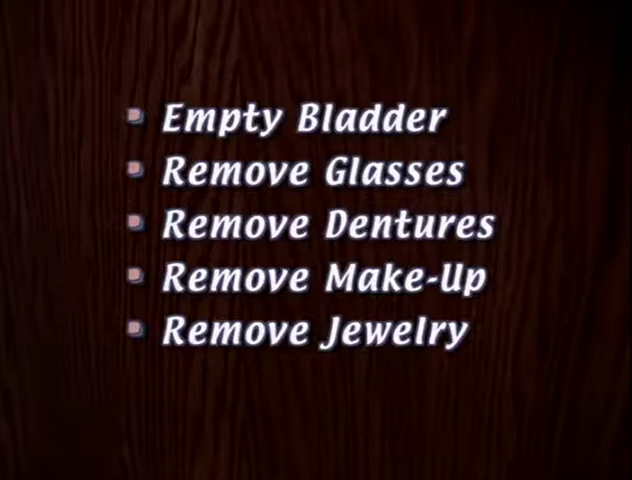 Empty Bladder
Remove Glasses
Remove Dentures
Remove Make-Up
Remove Jewelry